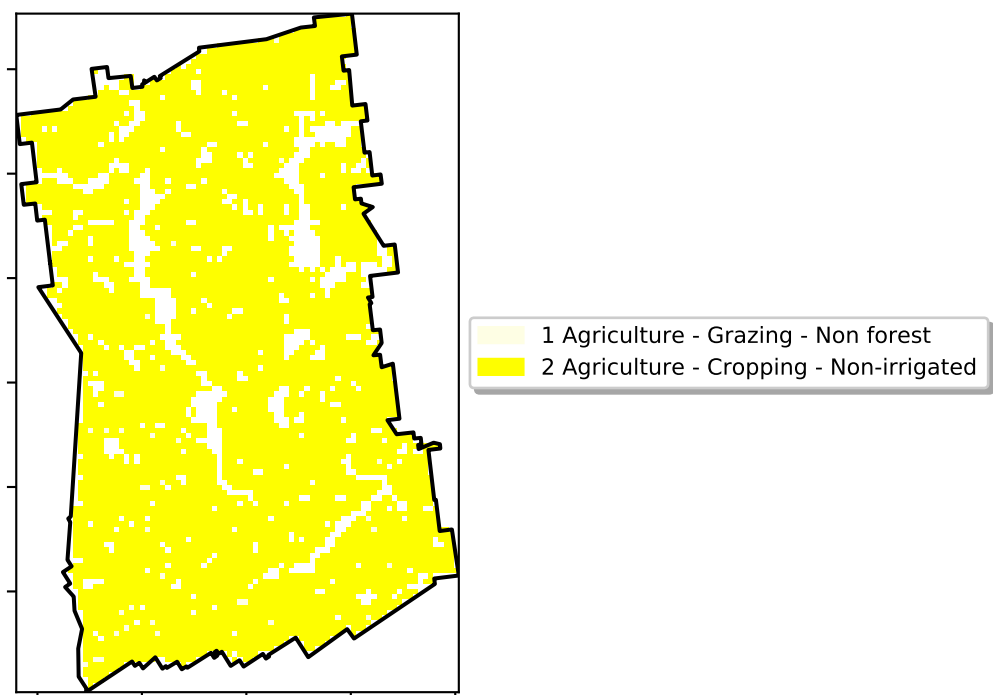 1 Agriculture - Grazing - Non forest
2 Agriculture - Cropping - Non-irrigated